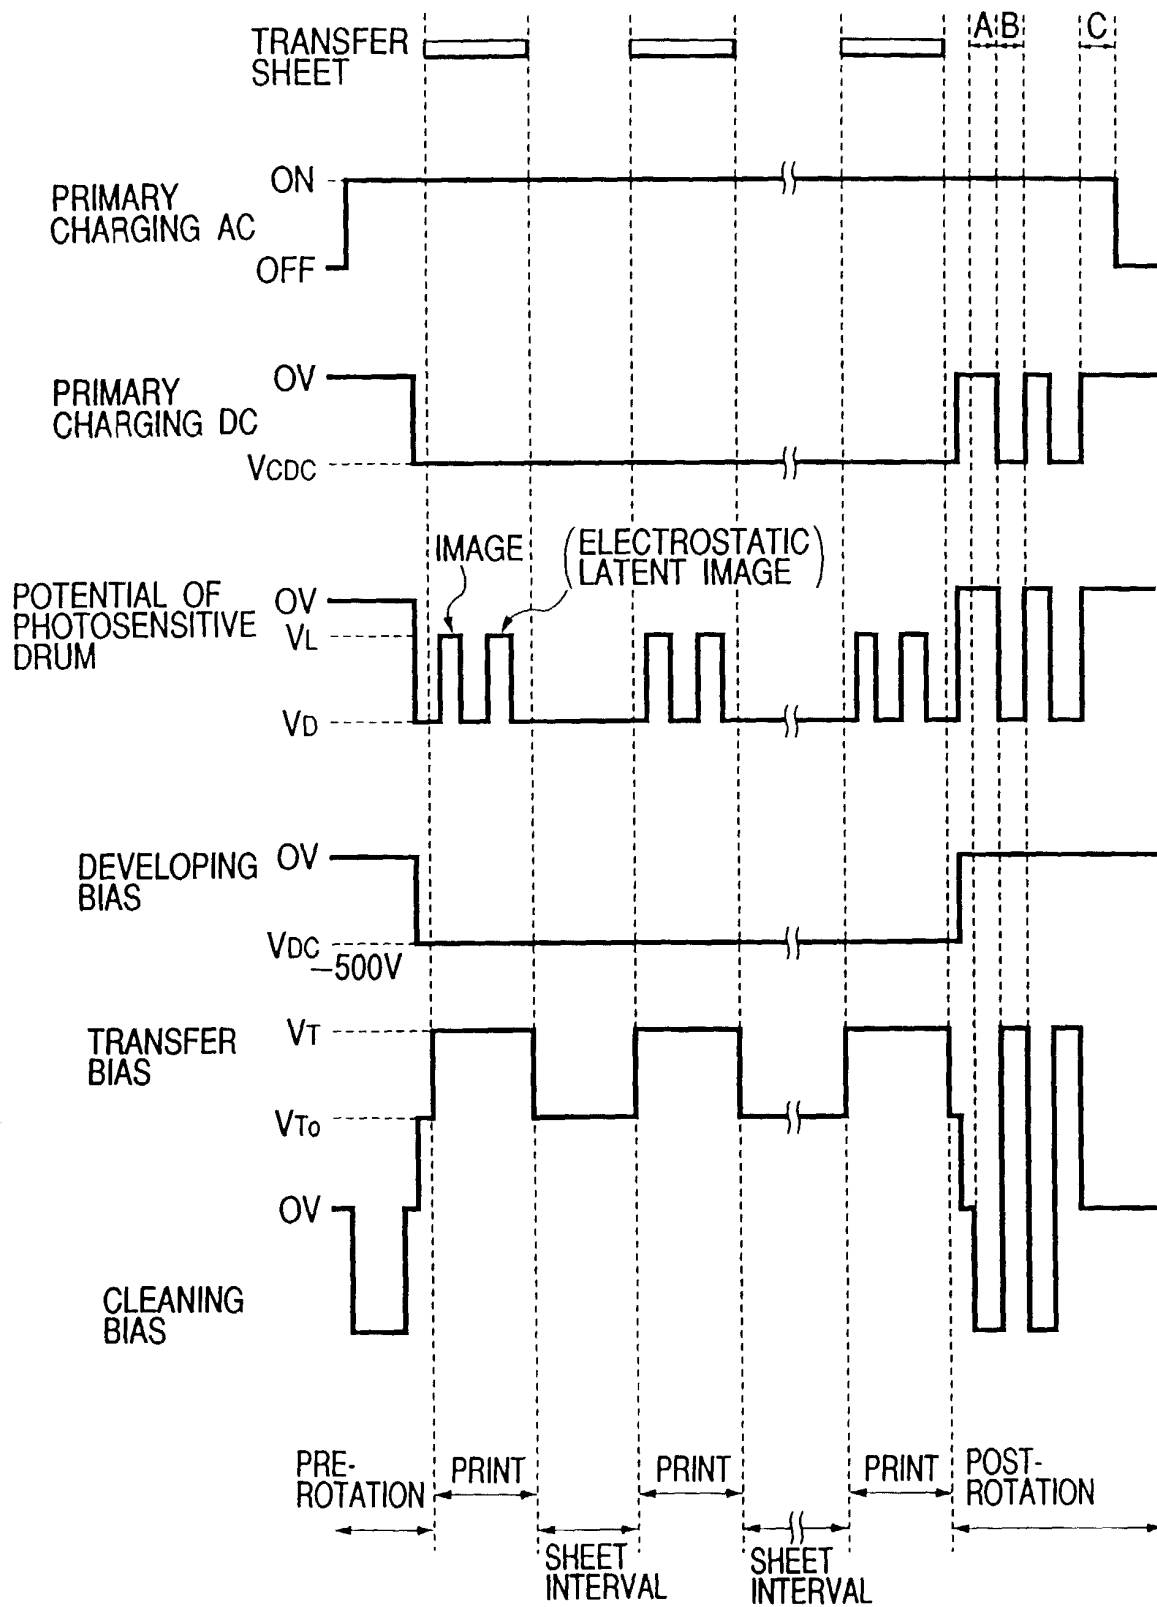 TRANSFER
SHEET
A B C
PRIMARY
CHARGING AC
ON
OFF
PRIMARY
CHARGING DC
OV
VCDC
IMAGE
(ELECTROSTATIC
LATENT IMAGE)
POTENTIAL OF
PHOTOSENSITIVE
DRUM
OV
VL
VD
DEVELOPING
BIAS
OV
VDC
-500V
TRANSFER
BIAS
VT
VTO
OV
CLEANING
BIAS
PRE-
ROTATION
PRINT
PRINT
PRINT
POST-
ROTATION
SHEET
INTERVAL
SHEET
INTERVAL